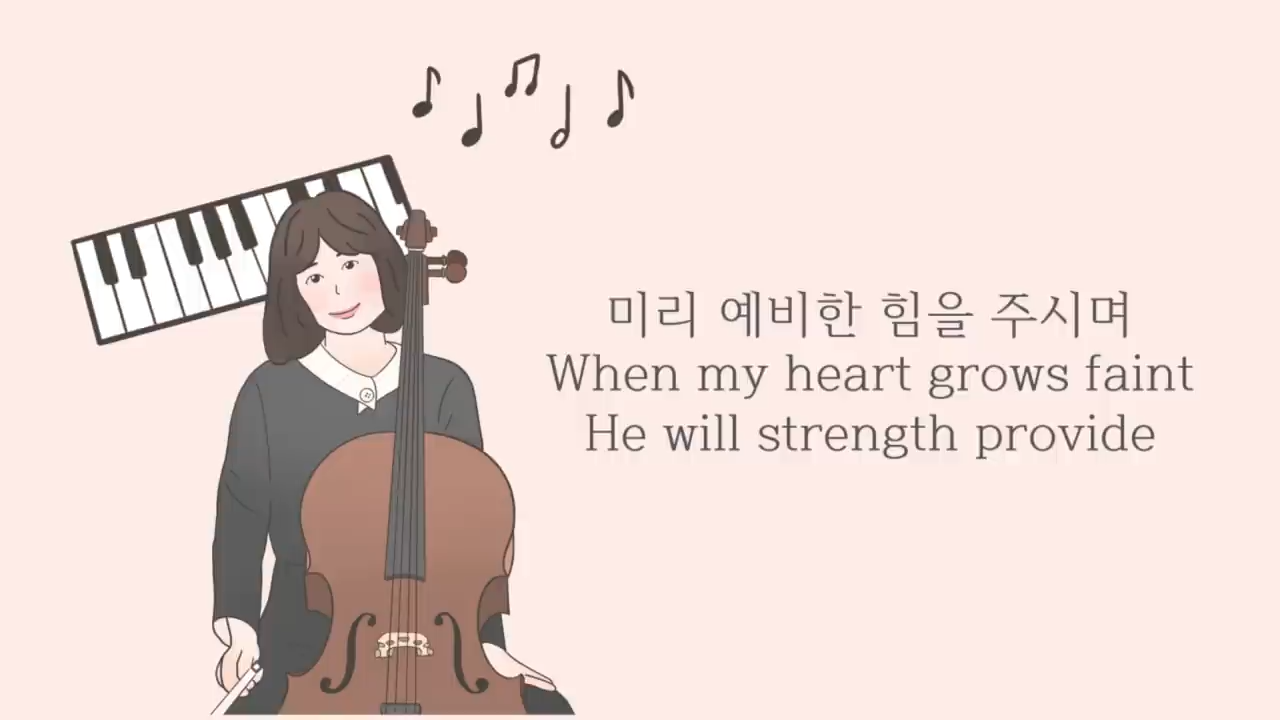 미리 예비한 힘을 주시며
When my heart grows faint
He will strength provide